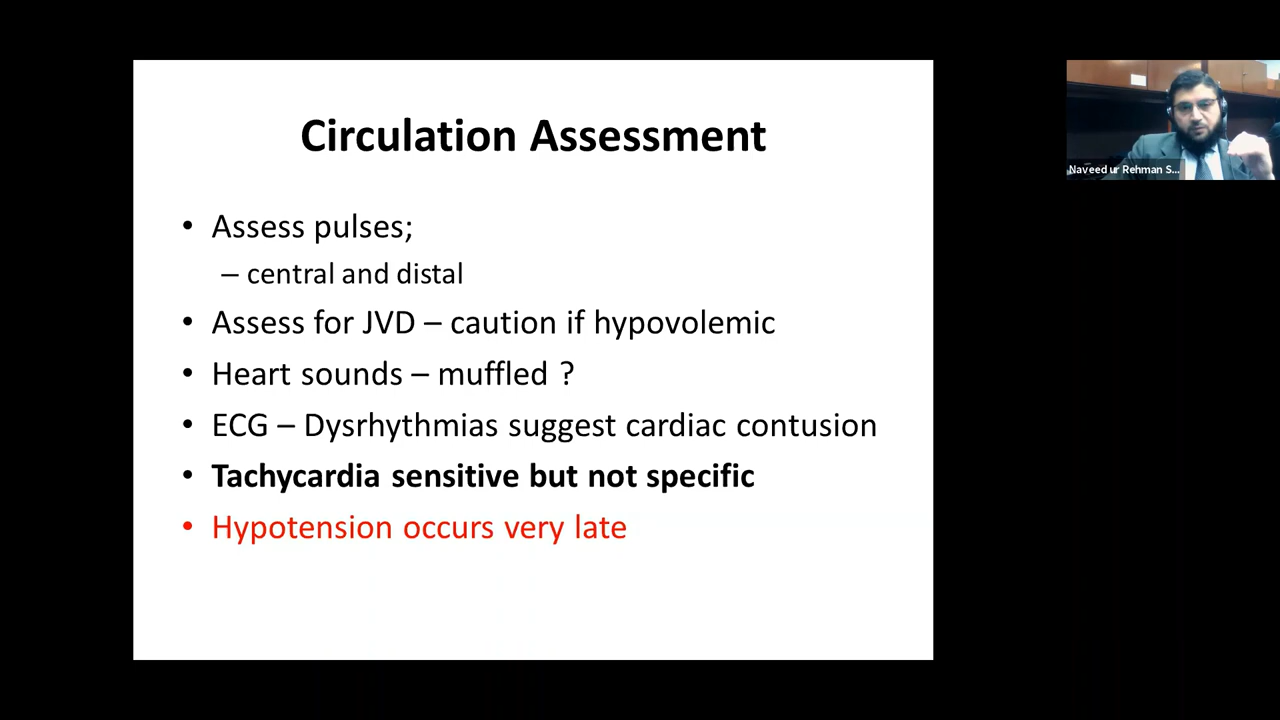 Circulation Assessment
• Assess pulses;
– central and distal
• Assess for JVD – caution if hypovolemic
• Heart sounds – muffled ?
• ECG – Dysrhythmias suggest cardiac contusion
• Tachycardia sensitive but not specific
• Hypotension occurs very late
Naveed ur Rehman S...